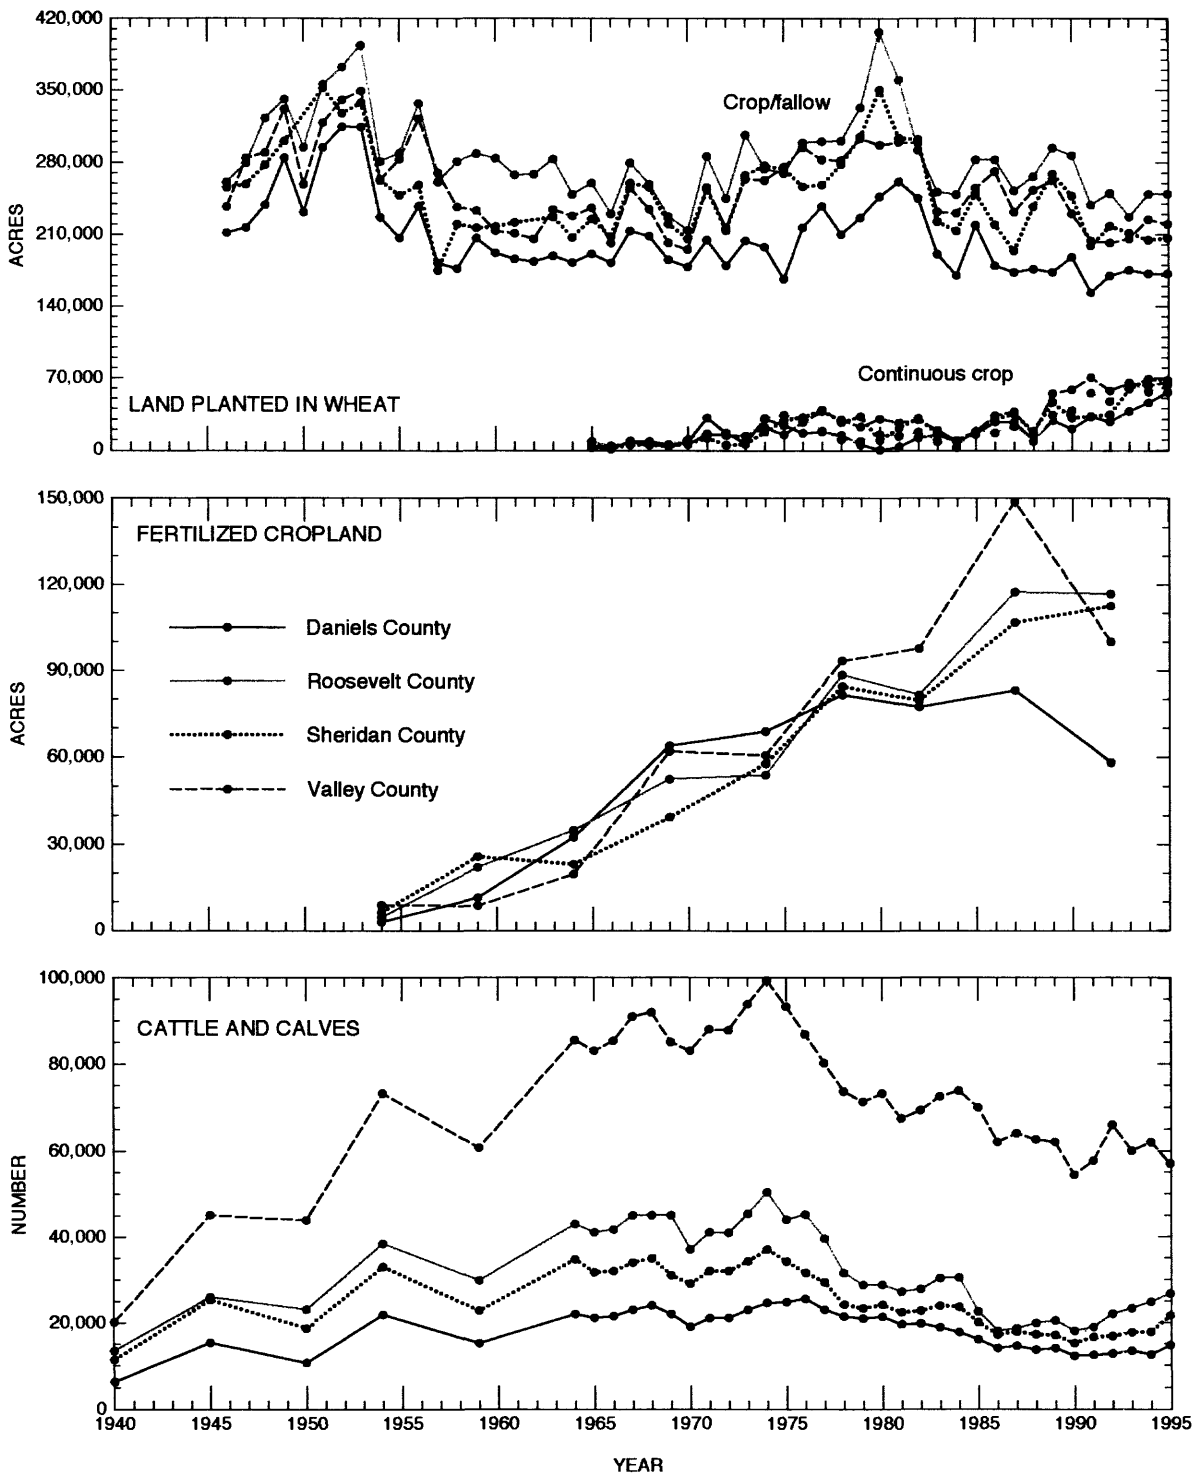 420,000
350,000
280,000
210,000
140,000
70,000
0
ACRES
Crop/fallow
Continuous crop
LAND PLANTED IN WHEAT
150,000
120,000
90,000
60,000
30,000
0
ACRES
FERTILIZED CROPLAND
Daniels County
Roosevelt County
Sheridan County
Valley County
100,000
80,000
60,000
40,000
20,000
0
NUMBER
CATTLE AND CALVES
1940 1945 1950 1955 1960 1965 1970 1975 1980 1985 1990 1995
YEAR